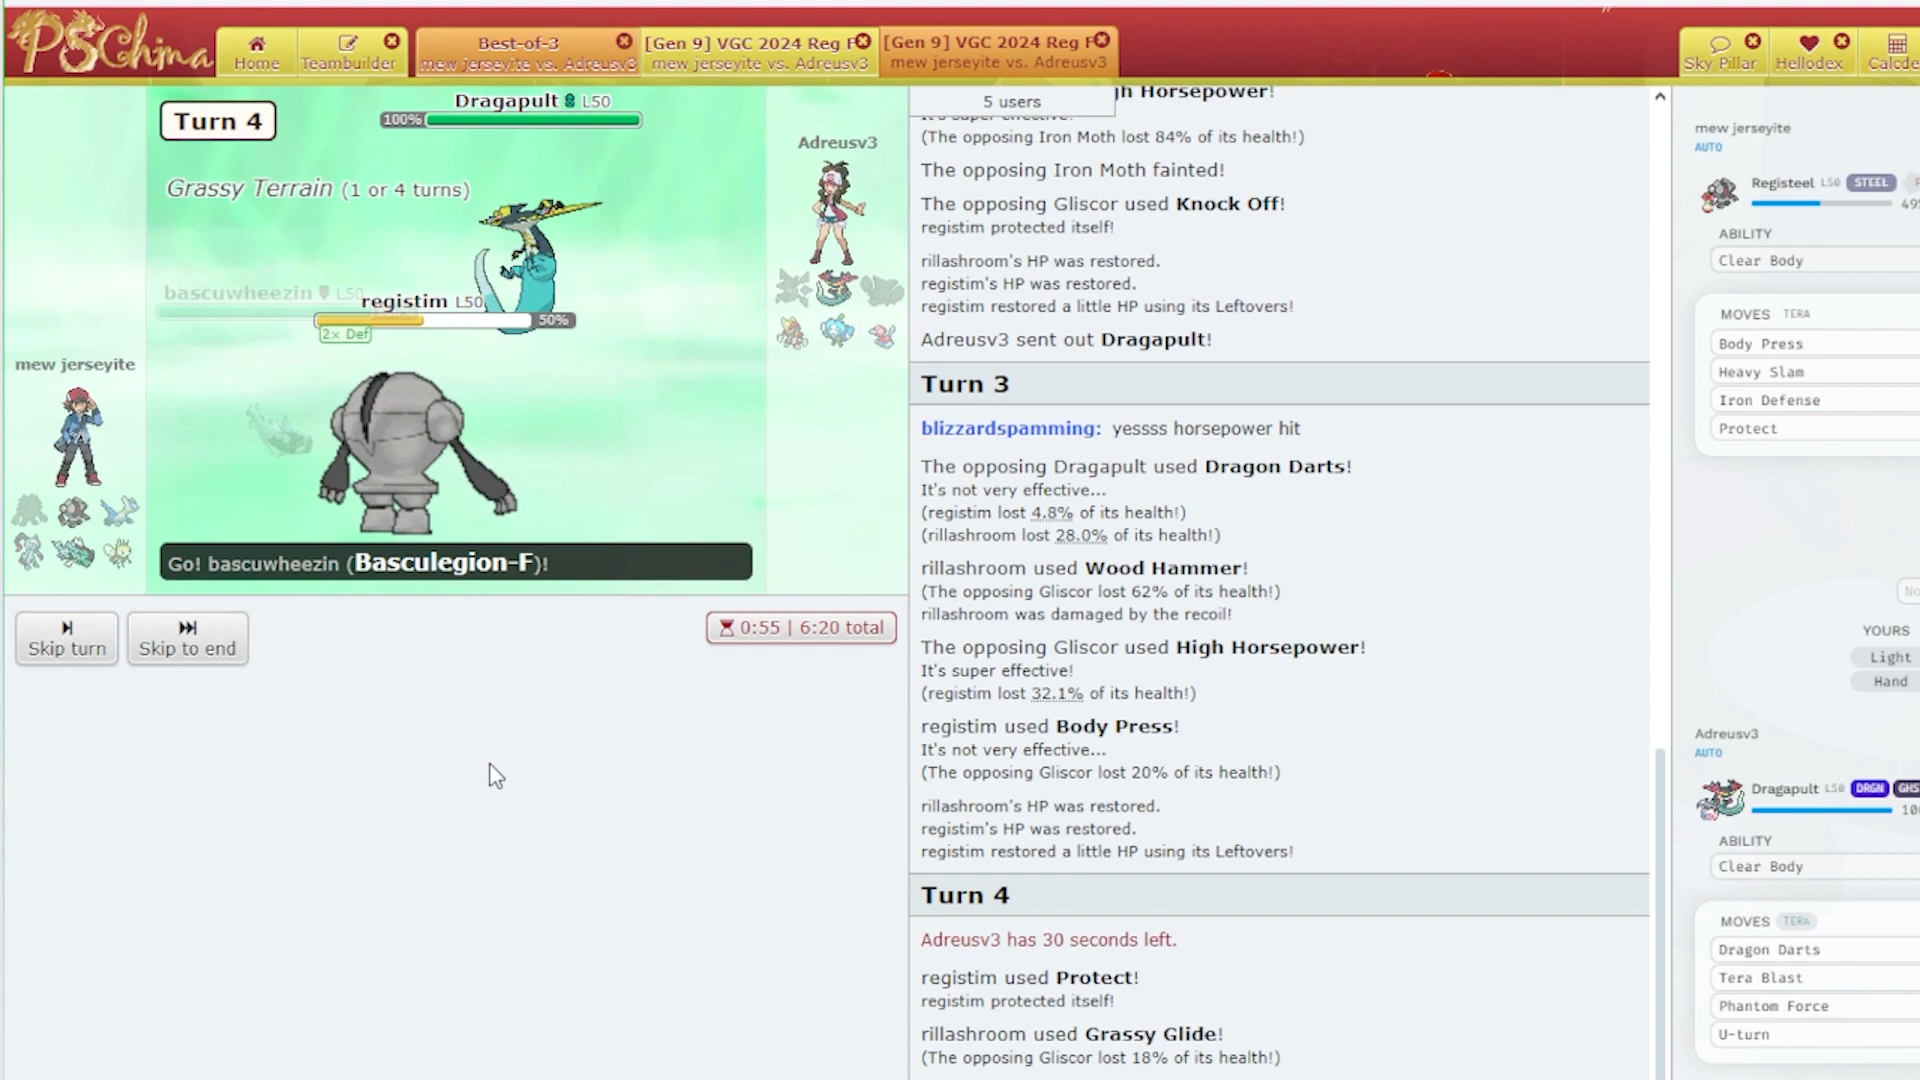 PSChina
Home
Teambuilder
Best-of-3
mew jerseyite vs. Adreusv3
[Gen 9] VGC 2024 Reg F
mew jerseyite vs. Adreusv3
[Gen 9] VGC 2024 Reg F
mew jerseyite vs. Adreusv3
Sky Pillar
Hellodex
Calcde
Turn 4
Dragapult L50
100%
Grassy Terrain (1 or 4 turns)
bascuwheezin L50
registim L50
50%
2× Def
mew jerseyite
Adreusv3
Go! bascuwheezin (Basculegion-F)!
Skip turn
Skip to end
0:55 | 6:20 total
5 users
gh Horsepower!
It's super effective!
(The opposing Iron Moth lost 84% of its health!)
The opposing Iron Moth fainted!
The opposing Gliscor used Knock Off!
registim protected itself!
rillashroom's HP was restored.
registim's HP was restored.
registim restored a little HP using its Leftovers!
Adreusv3 sent out Dragapult!
Turn 3
blizzardspamming: yessss horsepower hit
The opposing Dragapult used Dragon Darts!
It's not very effective...
(registim lost 4.8% of its health!)
(rillashroom lost 28.0% of its health!)
rillashroom used Wood Hammer!
(The opposing Gliscor lost 62% of its health!)
rillashroom was damaged by the recoil!
The opposing Gliscor used High Horsepower!
It's super effective!
(registim lost 32.1% of its health!)
registim used Body Press!
It's not very effective...
(The opposing Gliscor lost 20% of its health!)
rillashroom's HP was restored.
registim's HP was restored.
registim restored a little HP using its Leftovers!
Turn 4
Adreusv3 has 30 seconds left.
registim used Protect!
registim protected itself!
rillashroom used Grassy Glide!
(The opposing Gliscor lost 18% of its health!)
mew jerseyite
AUTO
Registeel L50 STEEL
49%
ABILITY
Clear Body
MOVES TERA
Body Press
Heavy Slam
Iron Defense
Protect
No
YOURS
Light
Hand
Adreusv3
AUTO
Dragapult L50 DRGN GHS
10
ABILITY
Clear Body
MOVES TERA
Dragon Darts
Tera Blast
Phantom Force
U-turn